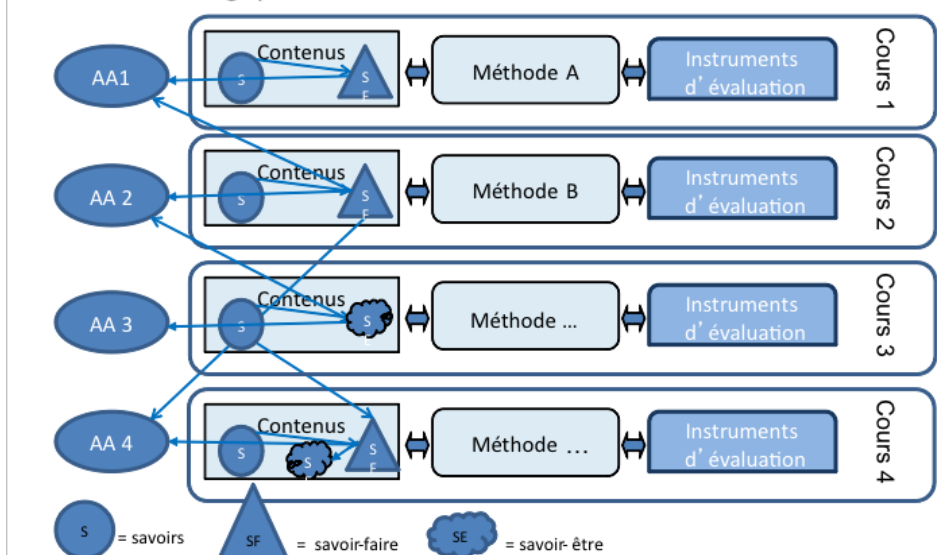 AA1
Contenus
S
S
F
Méthode A
Instruments
d’évaluation
Cours 1
AA 2
Contenus
S
S
F
Méthode B
Instruments
d’évaluation
Cours 2
AA 3
Contenus
S
S
Méthode ...
Instruments
d’évaluation
Cours 3
AA 4
Contenus
S
S
S
F
Méthode ...
Instruments
d’évaluation
Cours 4
S = savoirs
SF = savoir-faire
SE = savoir- être